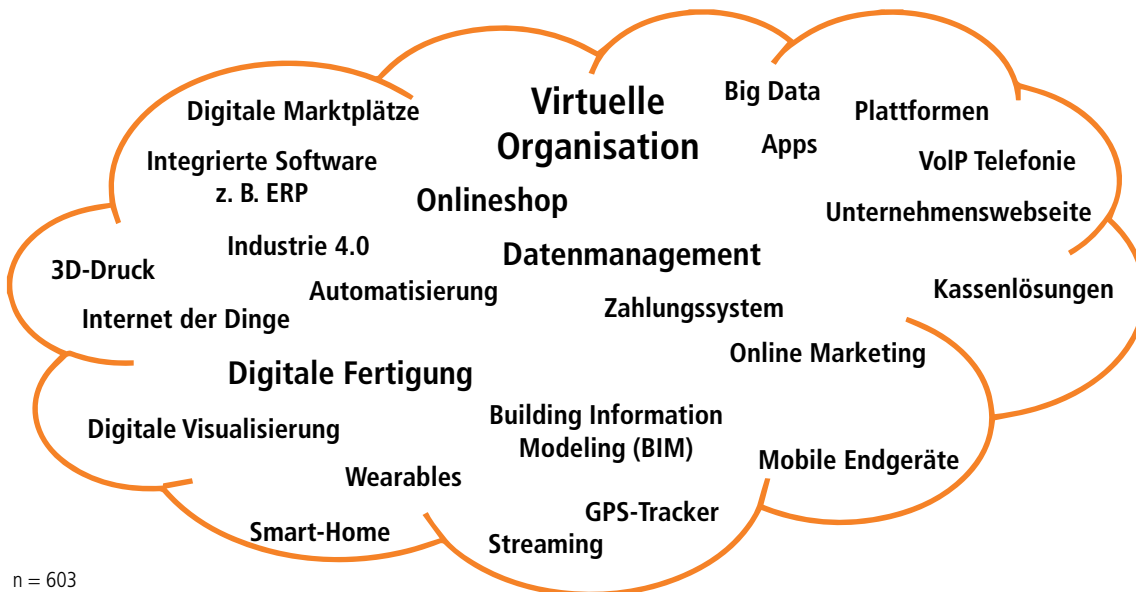 Virtuelle
Organisation
Big Data
Digitale Marktplätze
Plattformen
Apps
Integrierte Software
z. B. ERP
VoIP Telefonie
Onlineshop
Unternehmenswebseite
Industrie 4.0
Datenmanagement
3D-Druck
Automatisierung
Kassenlösungen
Zahlungssystem
Internet der Dinge
Online Marketing
Digitale Fertigung
Building Information
Modeling (BIM)
Digitale Visualisierung
Mobile Endgeräte
Wearables
GPS-Tracker
Smart-Home
Streaming
n = 603